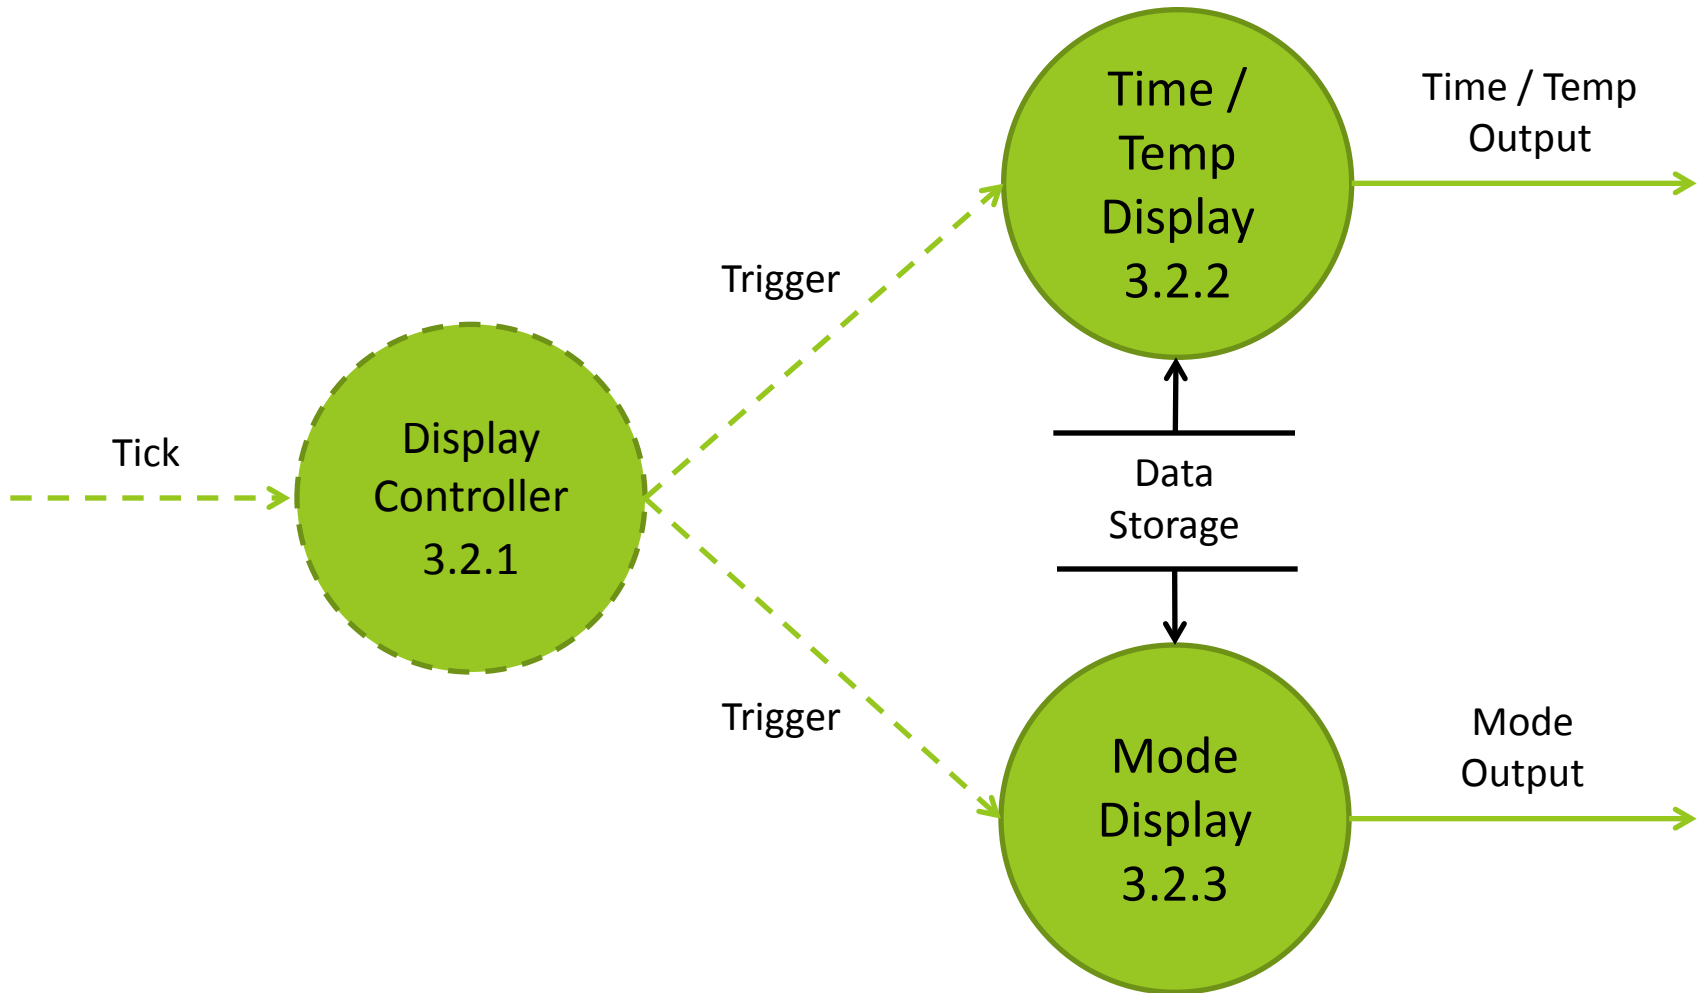 Tick
Display
Controller
3.2.1
Trigger
Trigger
Time /
Temp
Display
3.2.2
Time / Temp
Output
Data
Storage
Mode
Display
3.2.3
Mode
Output